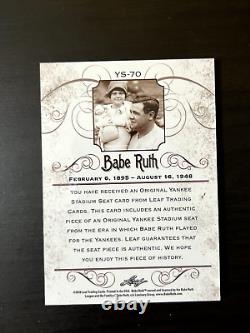 YS-70
Babe Ruth
February 6, 1895 – August 16, 1948
You have received an Original Yankee
Stadium Seat card from Leaf Trading
Cards. This card includes an authentic
piece of an Original Yankee Stadium seat
from the era in which Babe Ruth played
for the Yankees. Leaf guarantees that
the seat piece is authentic. We hope
you enjoy this piece of history.
Leaf